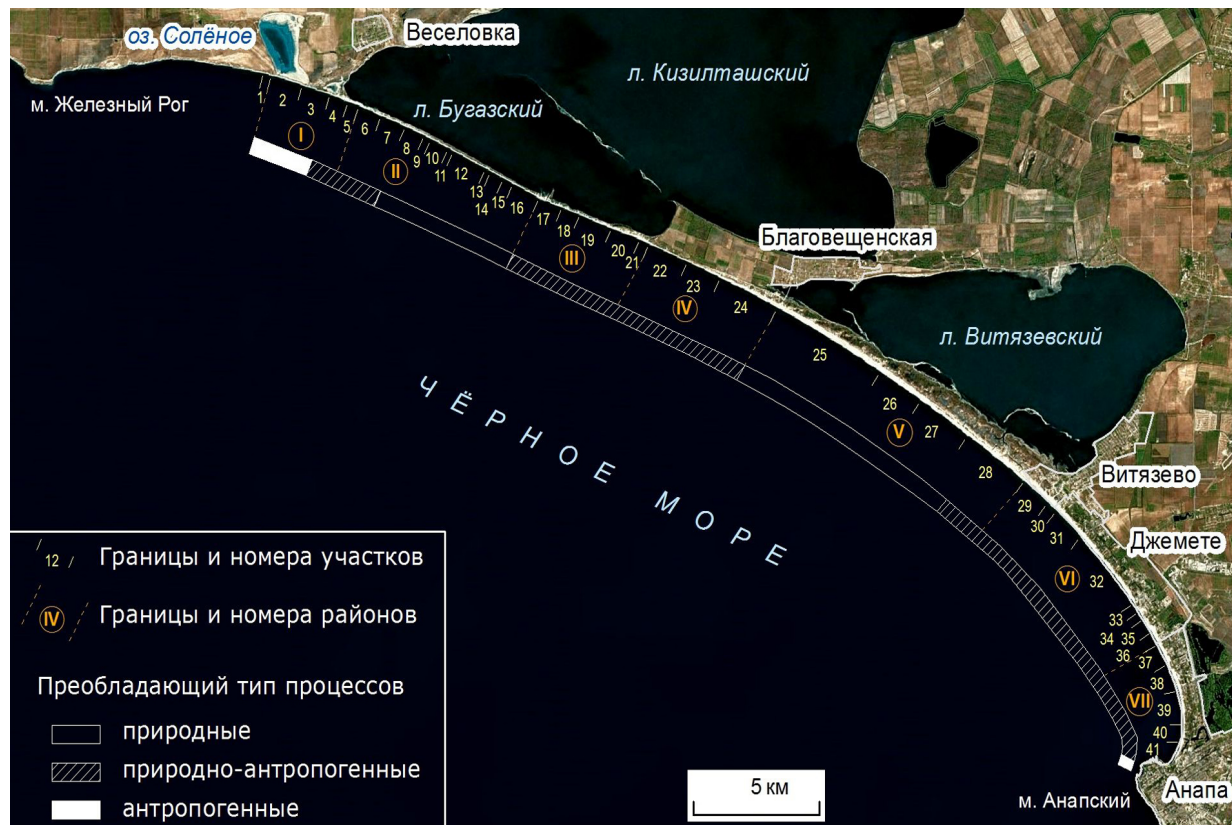 оз. Солёное
Веселовка
л. Кизилташский
м. Железный Рог
л. Бугазский
1 2 3 4 5 6 7 8 9 10 11 12 13 14 15 16 17 18 19 20 21 22 23 24 25 26 27 28 29 30 31 32 33 34 35 36 37 38 39 40 41
I II III IV V VI VII
Благовещенская
л. Витязевский
ЧЁРНОЕ МОРЕ
Витязево
Джемете
12 Границы и номера участков
IV Границы и номера районов
Преобладающий тип процессов
природные
природно-антропогенные
антропогенные
5 км
м. Анапский
Анапа